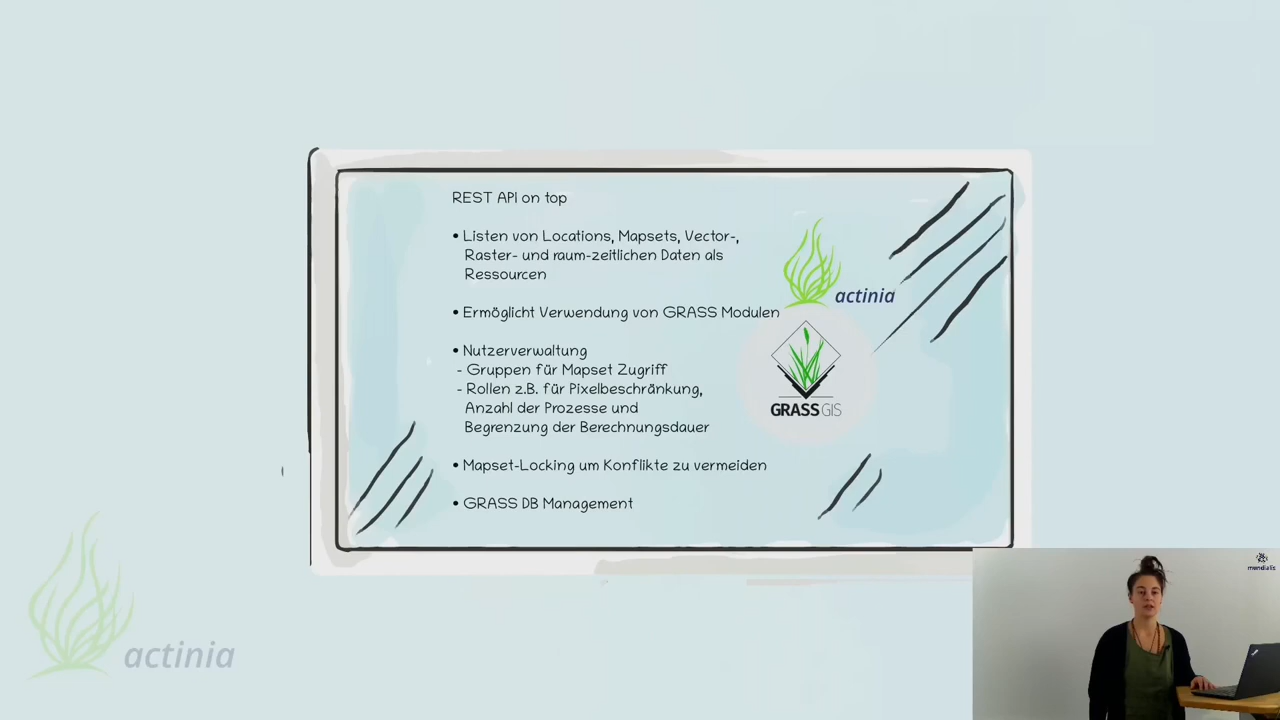 REST API on top
• Listen von Locations, Mapsets, Vector-,
Raster- und raum-zeitlichen Daten als
Ressourcen
• Ermöglicht Verwendung von GRASS Modulen
• Nutzerverwaltung
- Gruppen für Mapset Zugriff
- Rollen z.B. für Pixelbeschränkung,
Anzahl der Prozesse und
Begrenzung der Berechnungsdauer
• Mapset-Locking um Konflikte zu vermeiden
• GRASS DB Management
actinia
GRASS GIS
actinia
mundialis